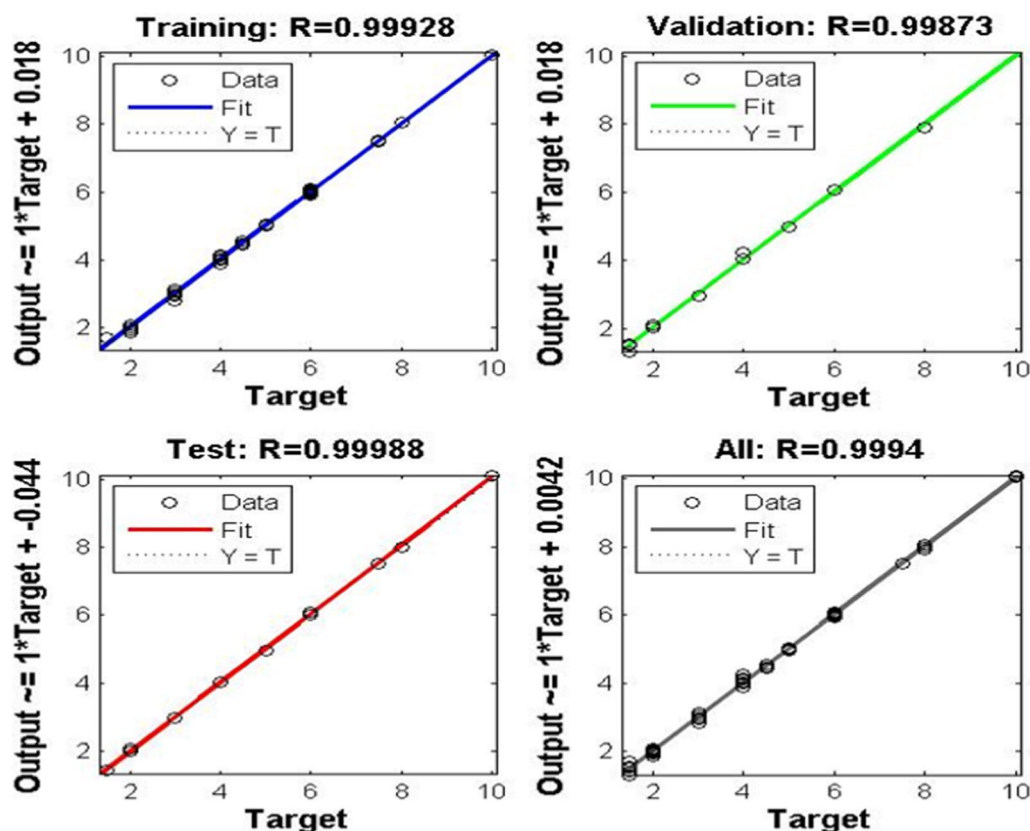 Training: R=0.99928
Output ~= 1*Target + 0.018
10
8
6
4
2
Data
Fit
Y = T
2
4
6
8
10
Target
Validation: R=0.99873
Output ~= 1*Target + 0.018
10
8
6
4
2
Data
Fit
Y = T
2
4
6
8
10
Target
Test: R=0.99988
Output ~= 1*Target + -0.044
10
8
6
4
2
Data
Fit
Y = T
2
4
6
8
10
Target
All: R=0.9994
Output ~= 1*Target + 0.0042
10
8
6
4
2
Data
Fit
Y = T
2
4
6
8
10
Target